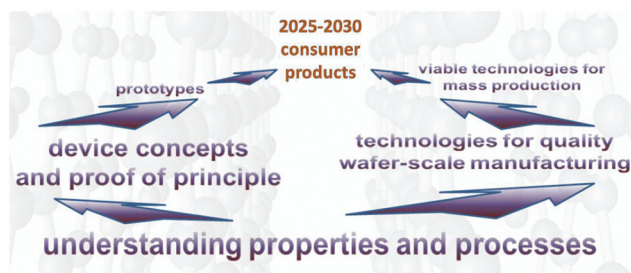 2025-2030
consumer
products
prototypes
viable technologies for
mass production
device concepts
and proof of principle
technologies for quality
wafer-scale manufacturing
understanding properties and processes